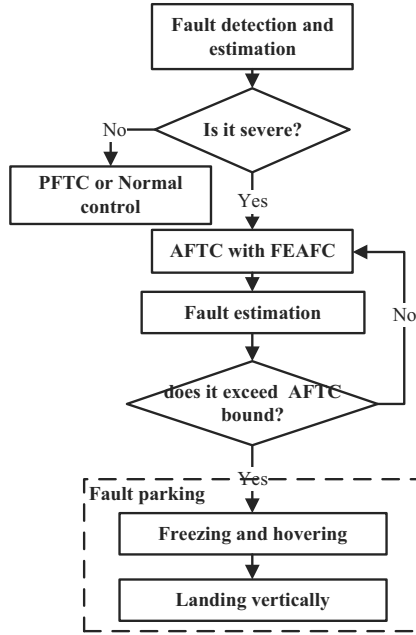 Fault detection and
estimation
Is it severe?
No
PFTC or Normal
control
Yes
AFTC with FEAFC
Fault estimation
No
does it exceed AFTC
bound?
Yes
Fault parking
Freezing and hovering
Landing vertically